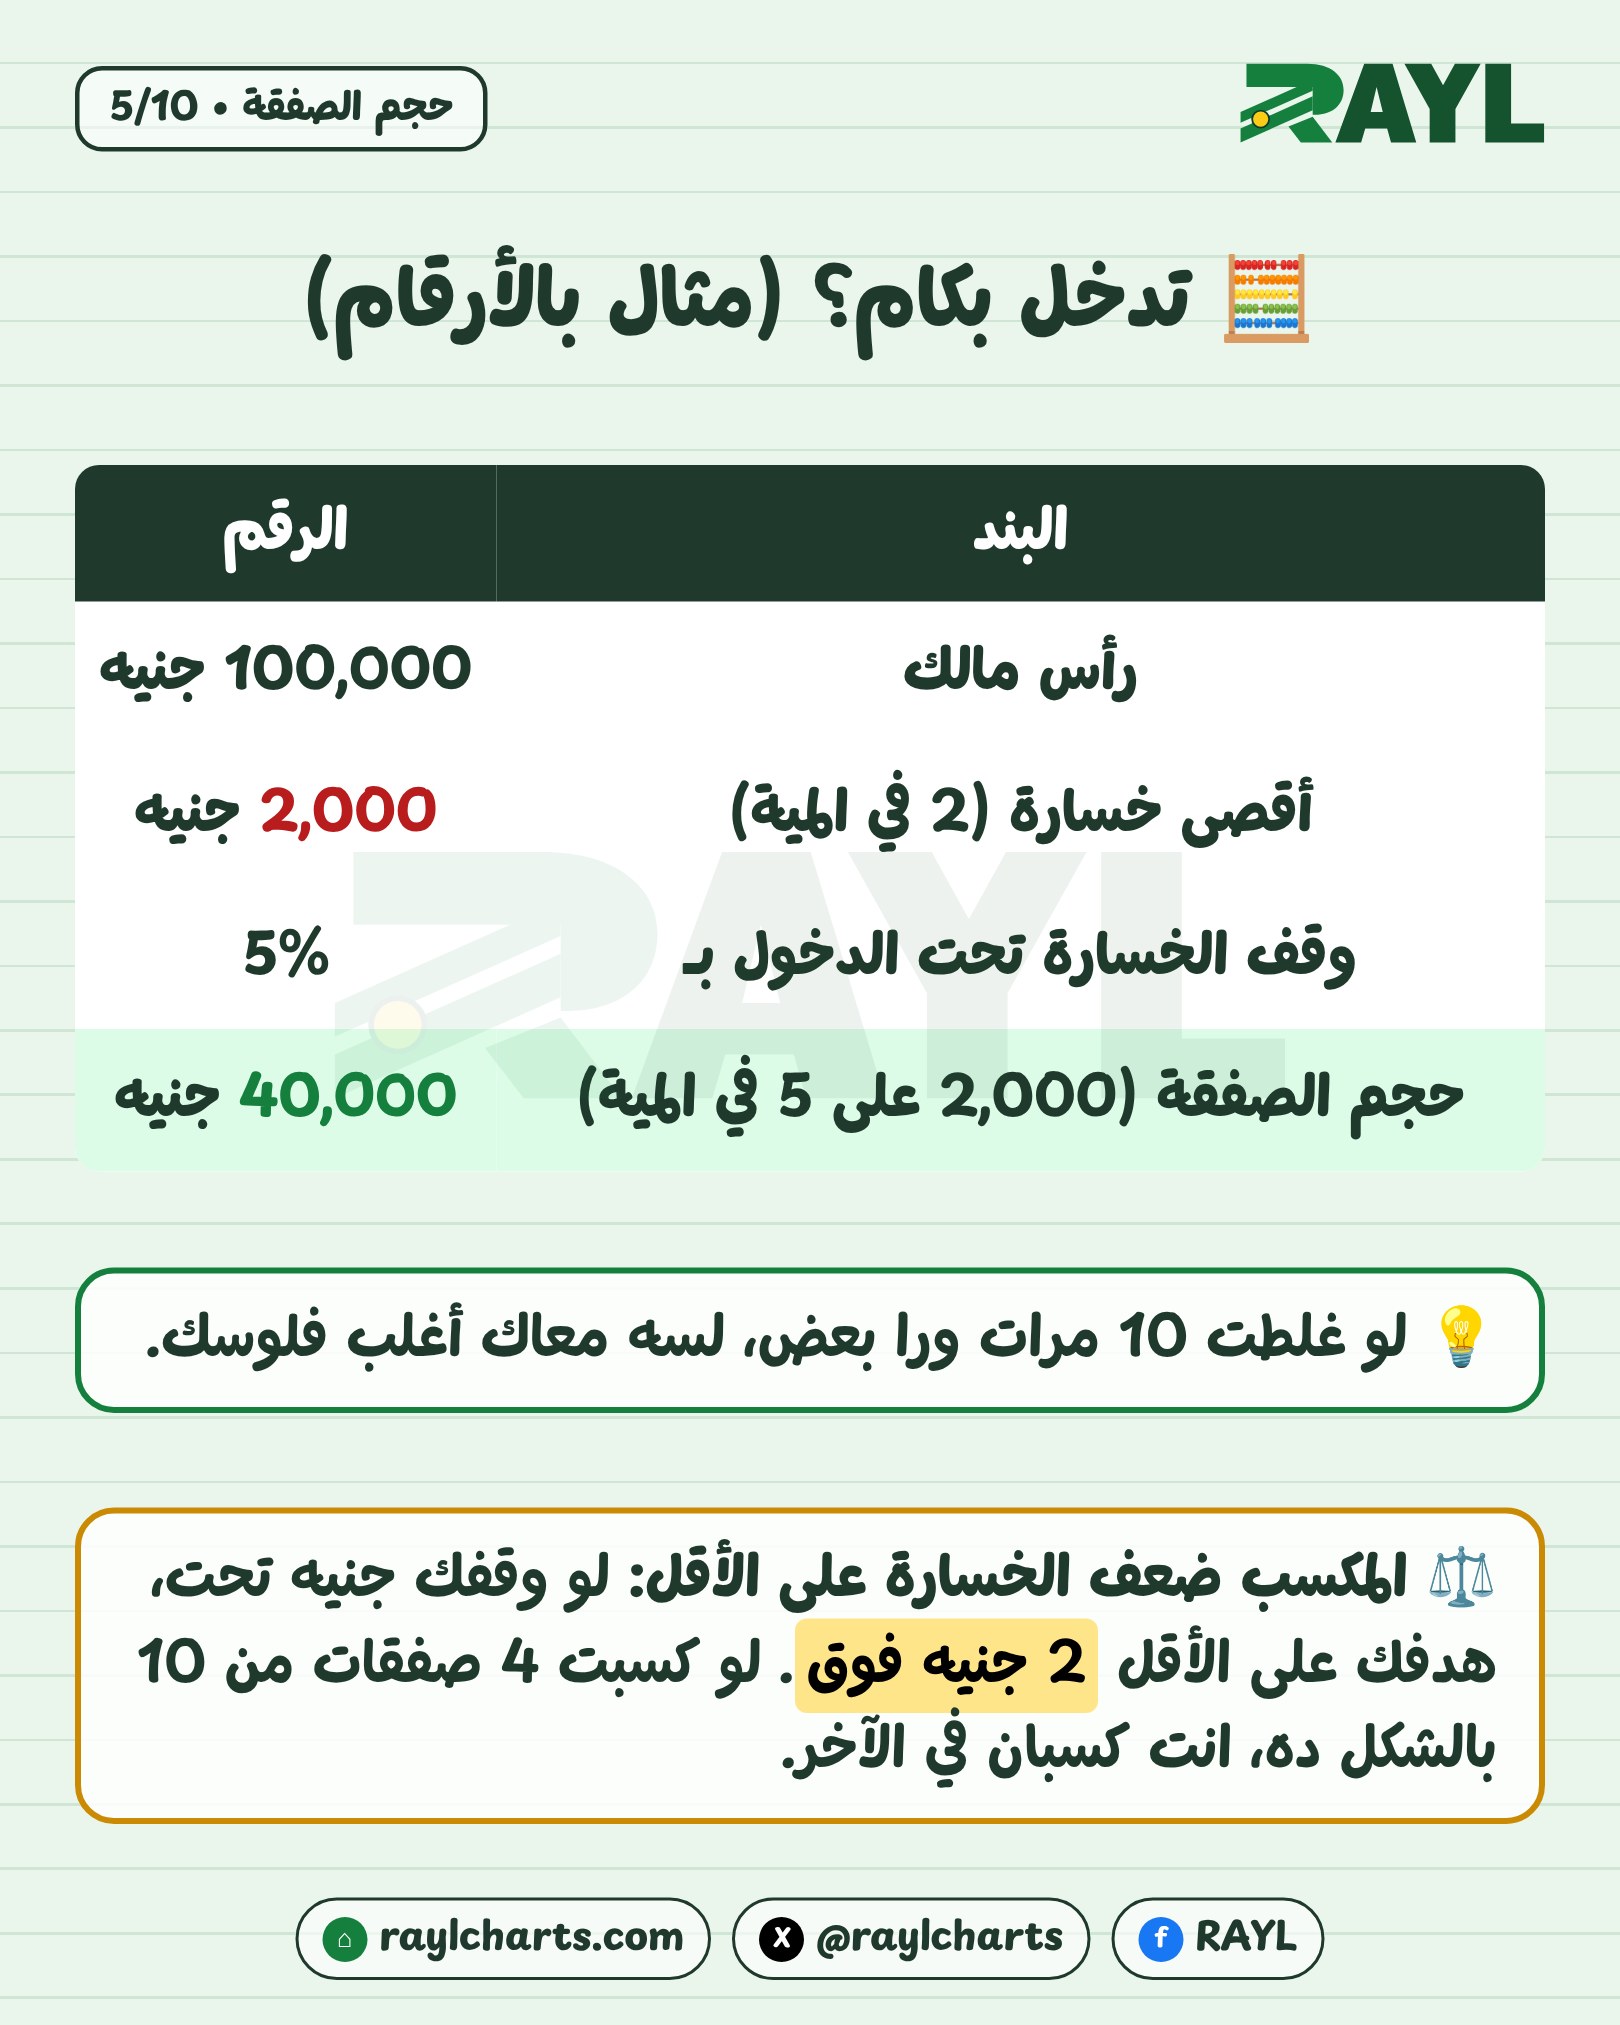 RAYL
حجم الصفقة • 5/10
🧮 تدخل بكام؟ (مثال بالأرقام)
البند
الرقم
رأس مالك
100,000 جنيه
أقصى خسارة (2 في المية)
2,000 جنيه
وقف الخسارة تحت الدخول بـ
5%
حجم الصفقة (2,000 على 5 في المية)
40,000 جنيه
RAYL
💡 لو غلطت 10 مرات ورا بعض، لسه معاك أغلب فلوسك.
⚖️ المكسب ضعف الخسارة على الأقل: لو وقفك جنيه تحت،
هدفك على الأقل 2 جنيه فوق. لو كسبت 4 صفقات من 10
بالشكل ده، انت كسبان في الآخر.
f RAYL
X @raylcharts
raylcharts.com